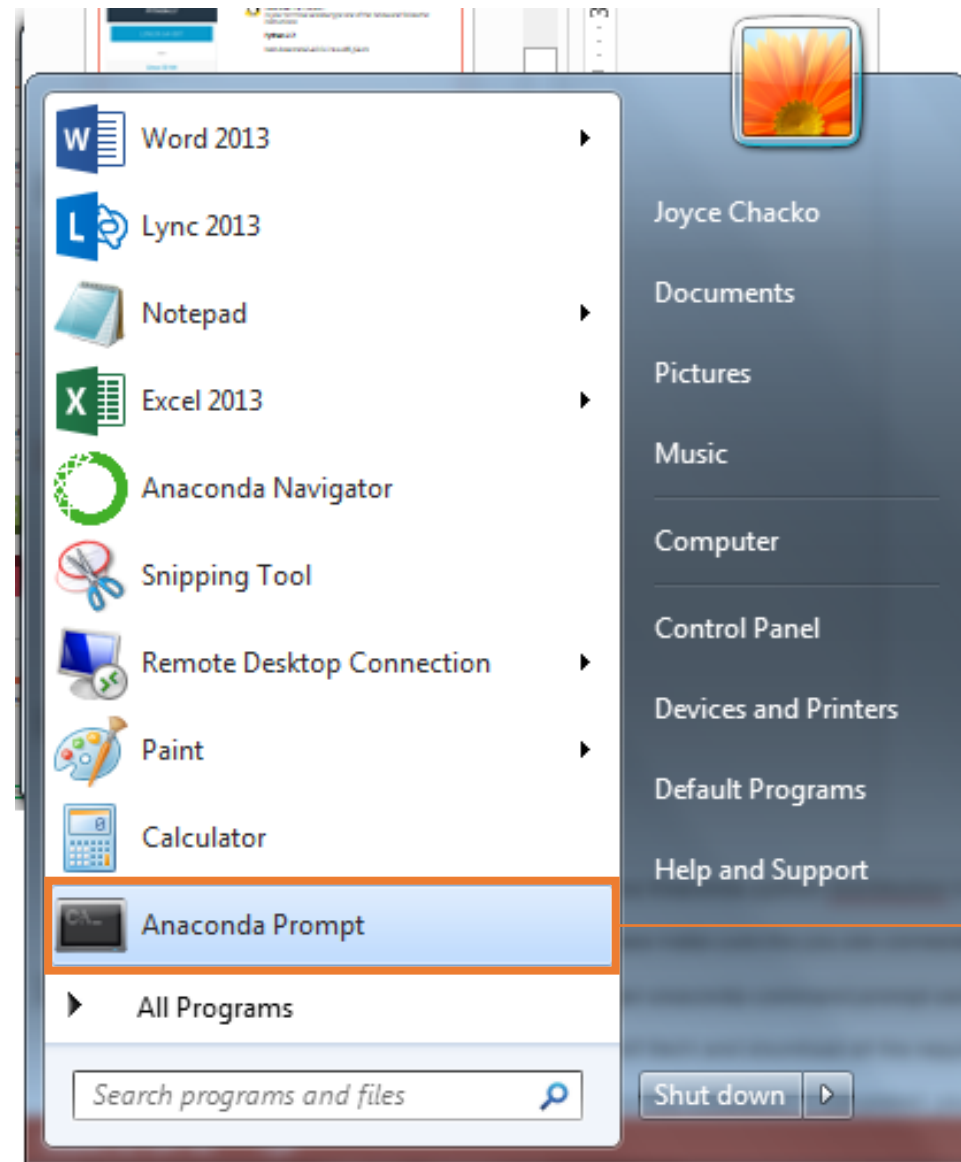 Word 2013
Lync 2013
Notepad
Excel 2013
Anaconda Navigator
Snipping Tool
Remote Desktop Connection
Paint
Calculator
Anaconda Prompt
All Programs
Search programs and files
Joyce Chacko
Documents
Pictures
Music
Computer
Control Panel
Devices and Printers
Default Programs
Help and Support
Shut down